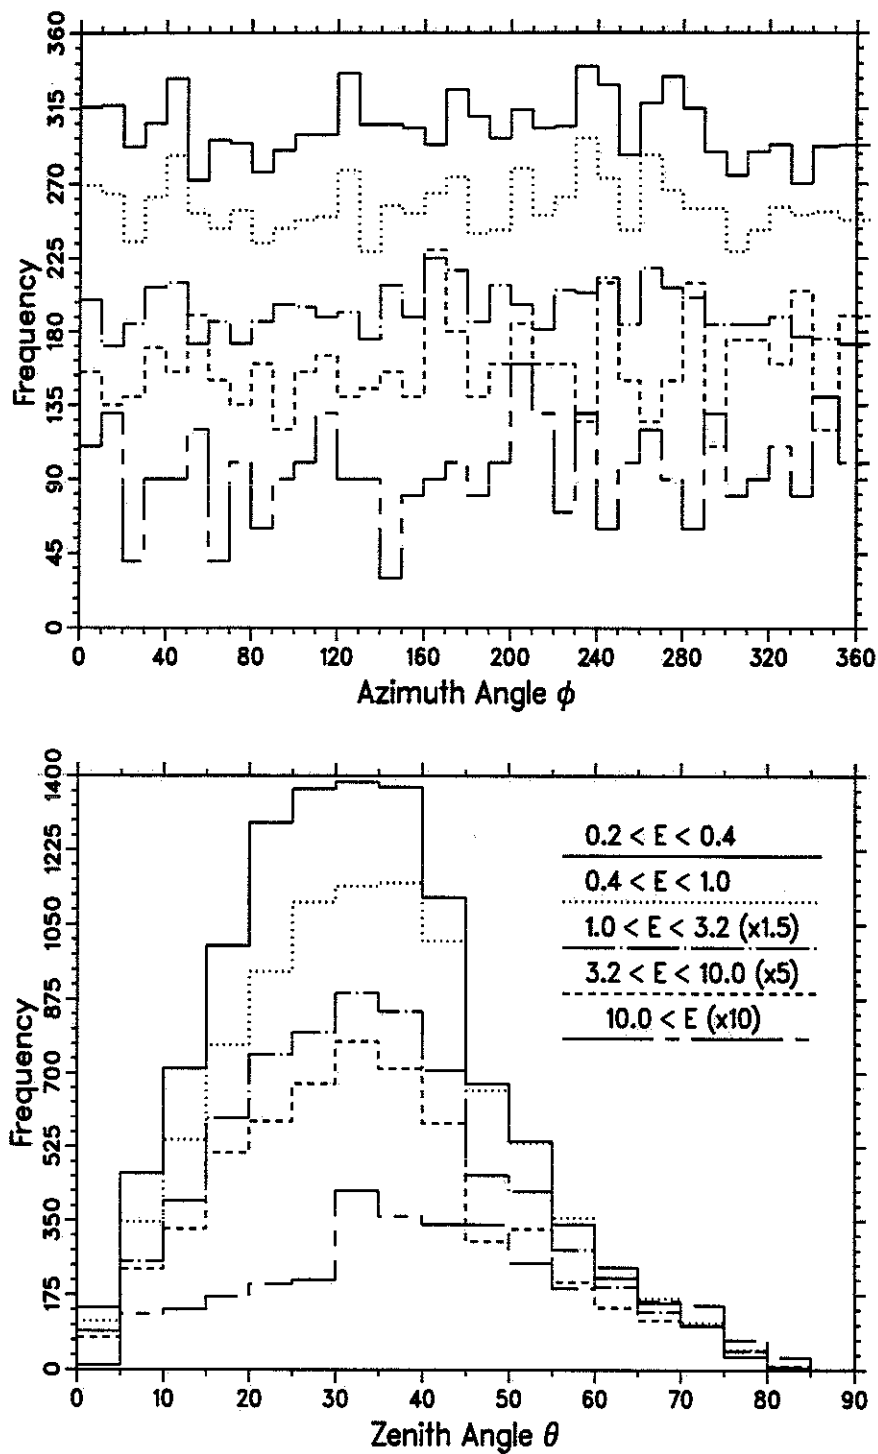 360
315
270
225
180
135
90
45
0
Frequency
0 40 80 120 160 200 240 280 320 360
Azimuth Angle ϕ
1400
1225
1050
875
700
525
350
175
0
Frequency
0.2 < E < 0.4
0.4 < E < 1.0
1.0 < E < 3.2 (x1.5)
3.2 < E < 10.0 (x5)
10.0 < E (x10)
0 10 20 30 40 50 60 70 80 90
Zenith Angle θ